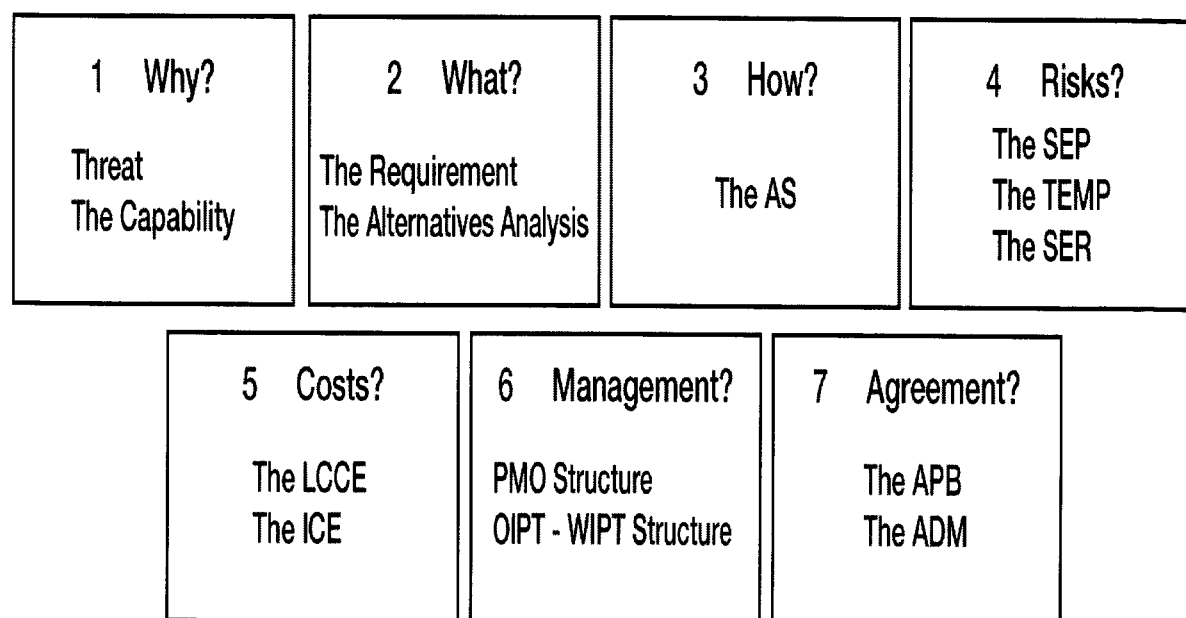 1 Why?
Threat
The Capability
2 What?
The Requirement
The Alternatives Analysis
3 How?
The AS
4 Risks?
The SEP
The TEMP
The SER
5 Costs?
The LCCE
The ICE
6 Management?
PMO Structure
OIPT - WIPT Structure
7 Agreement?
The APB
The ADM